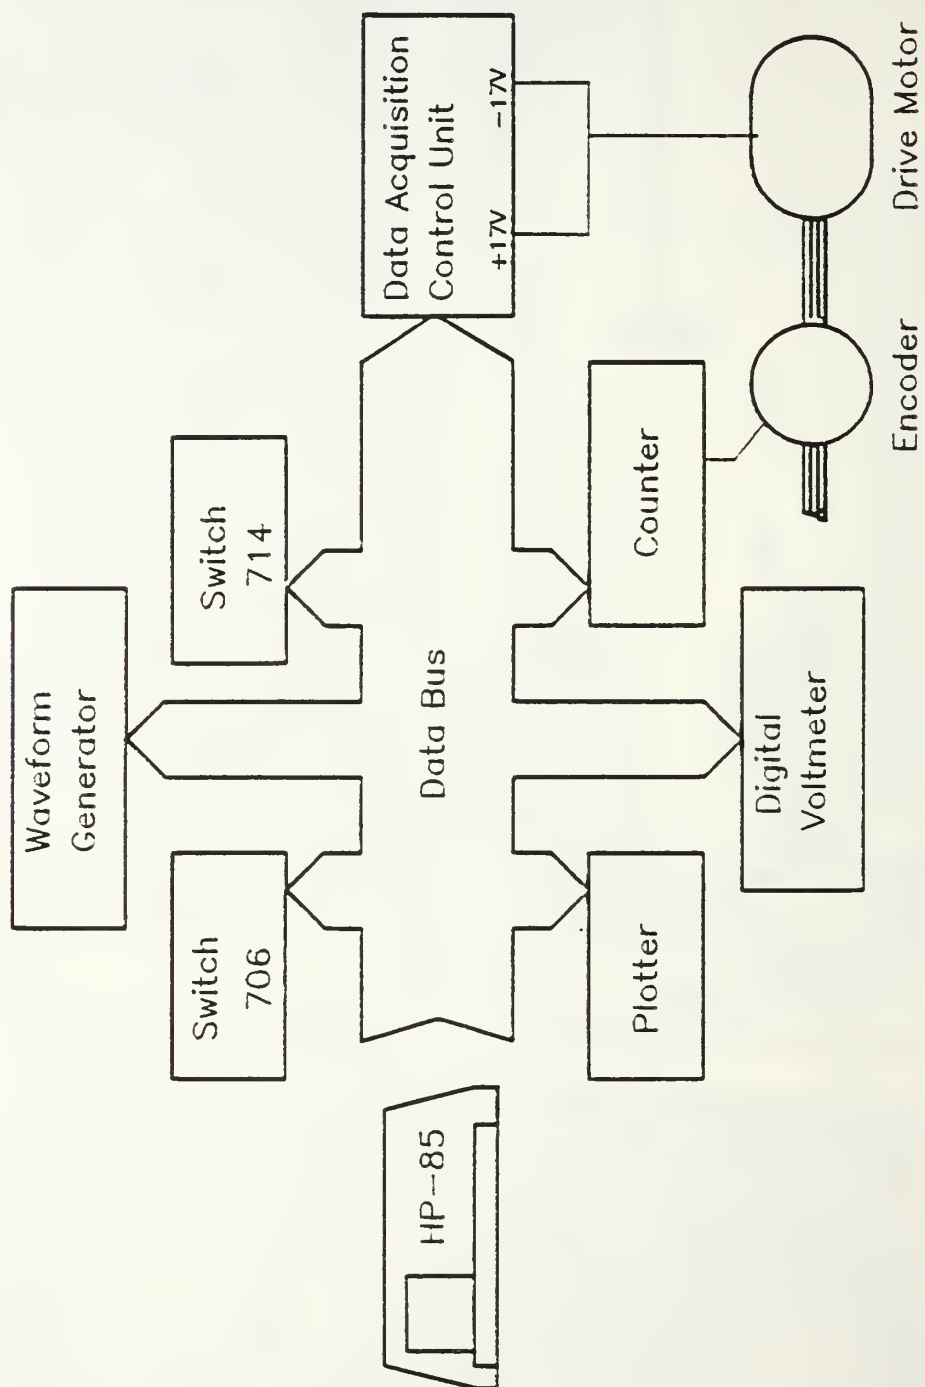 Waveform
Generator
Switch
706
Switch
714
HP--85
Data Bus
Data Acquisition
Control Unit
+17V
-17V
Plotter
Counter
Digital
Voltmeter
Encoder
Drive Motor